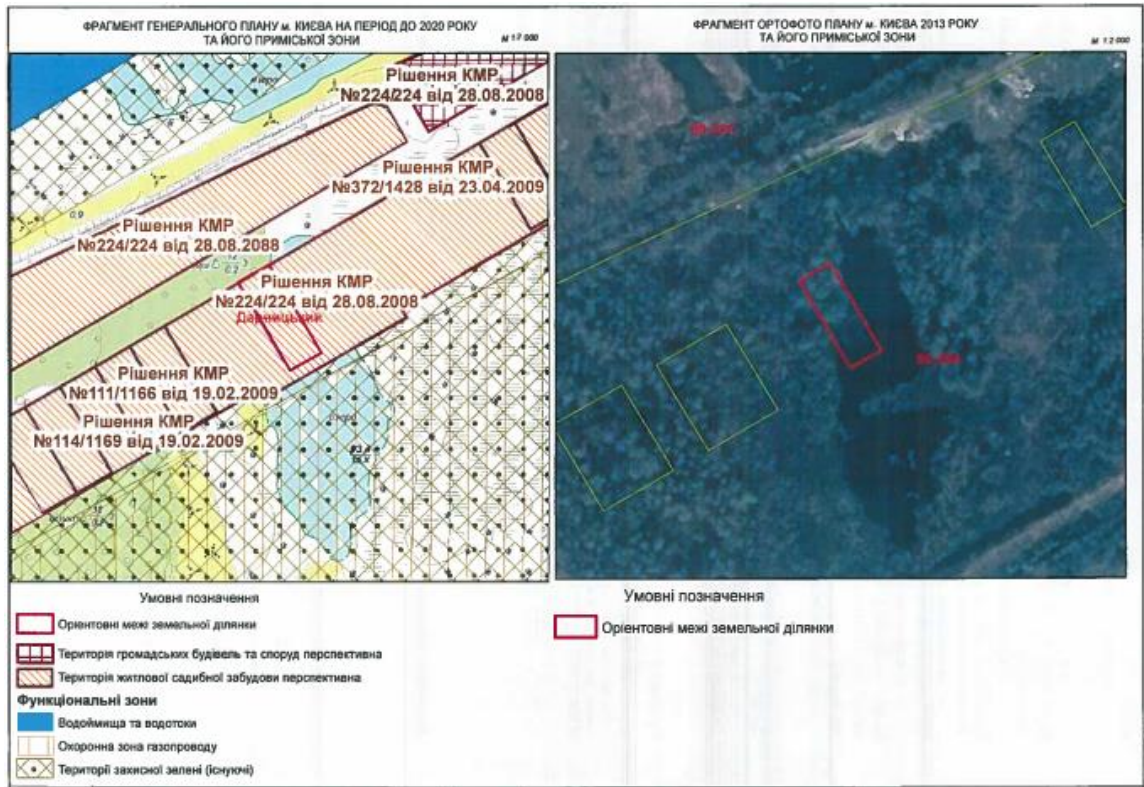 ФРАГМЕНТ ГЕНЕРАЛЬНОГО ПЛАНУ м. КИЄВА НА ПЕРІОД ДО 2020 РОКУ
ТА ЙОГО ПРИМІСЬКОЇ ЗОНИ
Рішення КМР
№224/224 від 28.08.2008
Рішення КМР
№372/1428 від 23.04.2009
0,9
Рішення КМР
№224/224 від 28.08.2088
Рішення КМР
№224/224 від 28.08.2008
Дарницький
Рішення КМР
№111/1166 від 19.02.2009
Рішення КМР
№114/1169 від 19.02.2009
Умовні позначення
Орієнтовні межі земельної ділянки
Територія громадських будівель та споруд перспективна
Територія житлової садибної забудови перспективна
Функціональні зони
Водоймища та водотоки
Охоронна зона газопроводу
Території захисної зелені (існуючі)
ФРАГМЕНТ ОРТОФОТО ПЛАНУ м. КИЄВА 2013 РОКУ
ТА ЙОГО ПРИМІСЬКОЇ ЗОНИ
М 1:2 000
Умовні позначення
Орієнтовні межі земельної ділянки